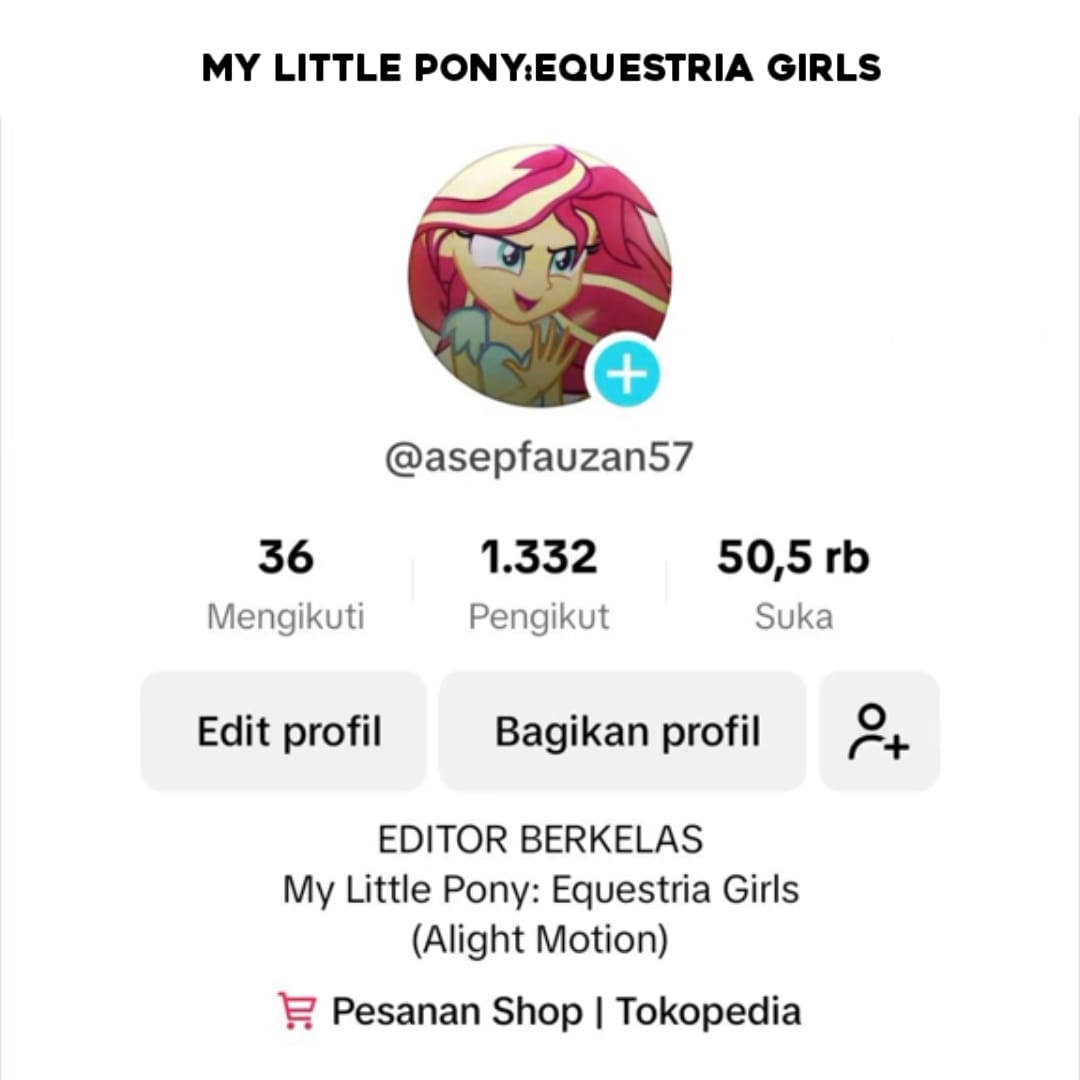 MY LITTLE PONY:EQUESTRIA GIRLS
@asepfauzan57
36 1.332 50,5 rb
Mengikuti Pengikut Suka
Edit profil Bagikan profil
EDITOR BERKELAS
My Little Pony: Equestria Girls
(Alight Motion)
Pesanan Shop | Tokopedia